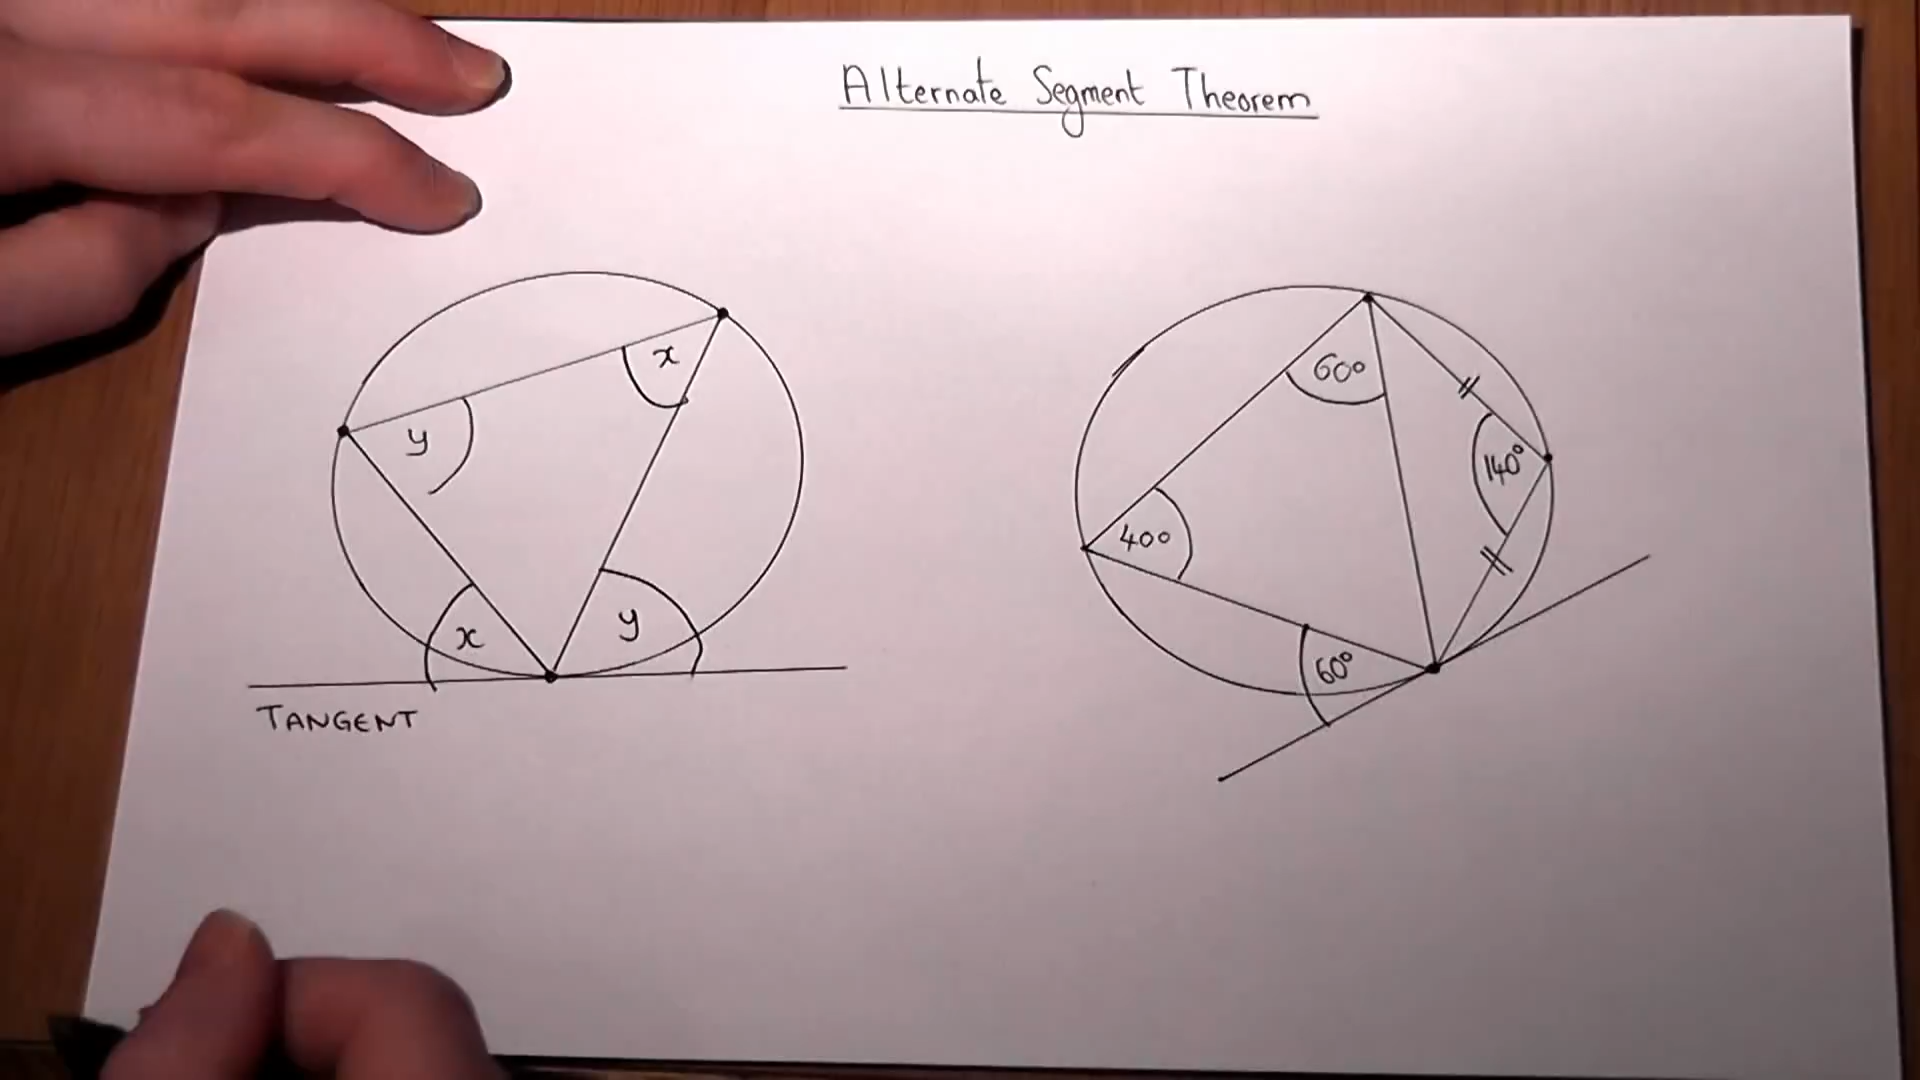 Alternate Segment Theorem
x
y
x
y
TANGENT
60°
140°
40°
60°